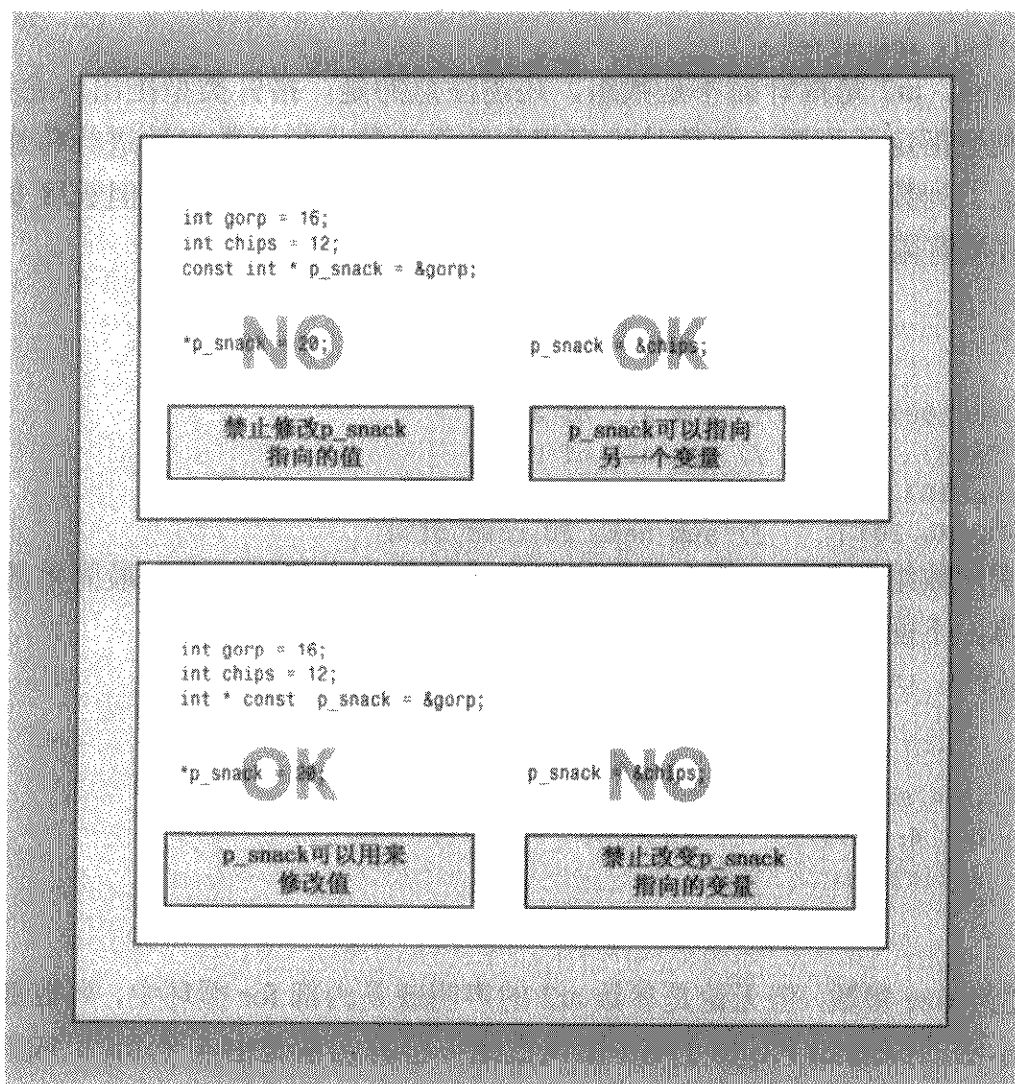 int gorp = 16;
int chips = 12;
const int * p_snack = &gorp;
*p_snack = 20;
NO
p_snack = &chips;
OK
禁止修改p_snack
指向的值
p_snack可以指向
另一个变量
int gorp = 16;
int chips = 12;
int * const  p_snack = &gorp;
*p_snack = 20;
OK
p_snack = &chips;
NO
p_snack可以用来
修改值
禁止改变p_snack
指向的变量